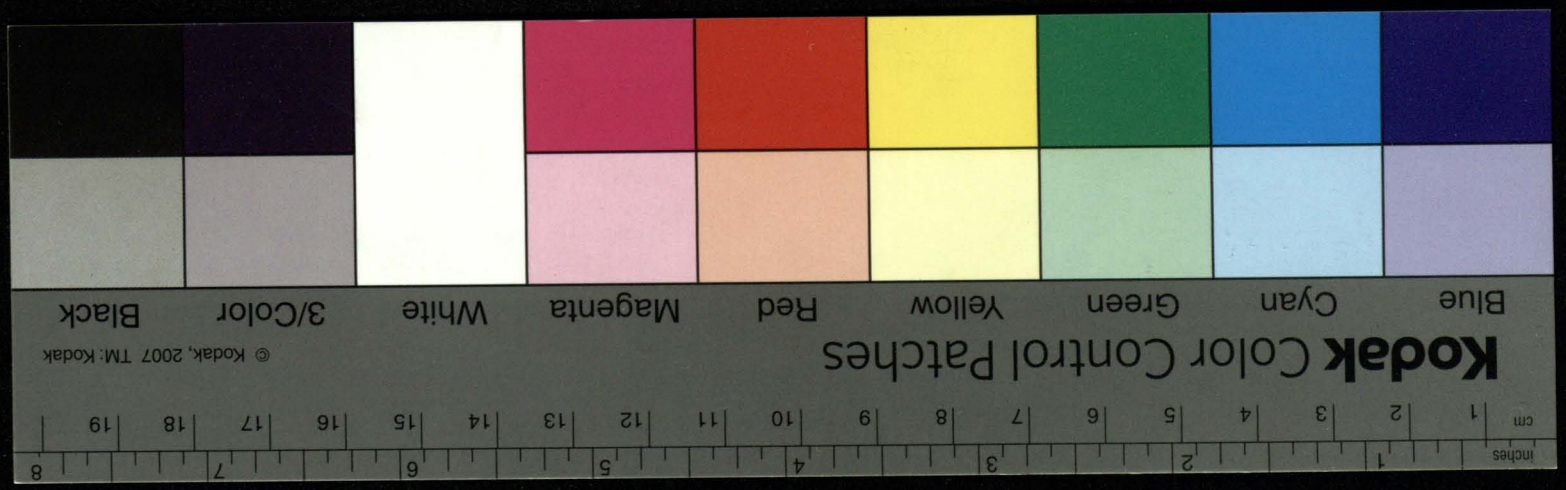 inches 1 2 3 4 5 6 7 8
cm 1 2 3 4 5 6 7 8 9 10 11 12 13 14 15 16 17 18 19
Kodak Color Control Patches © Kodak, 2007 TM: Kodak
Blue Cyan Green Yellow Red Magenta White 3/Color Black